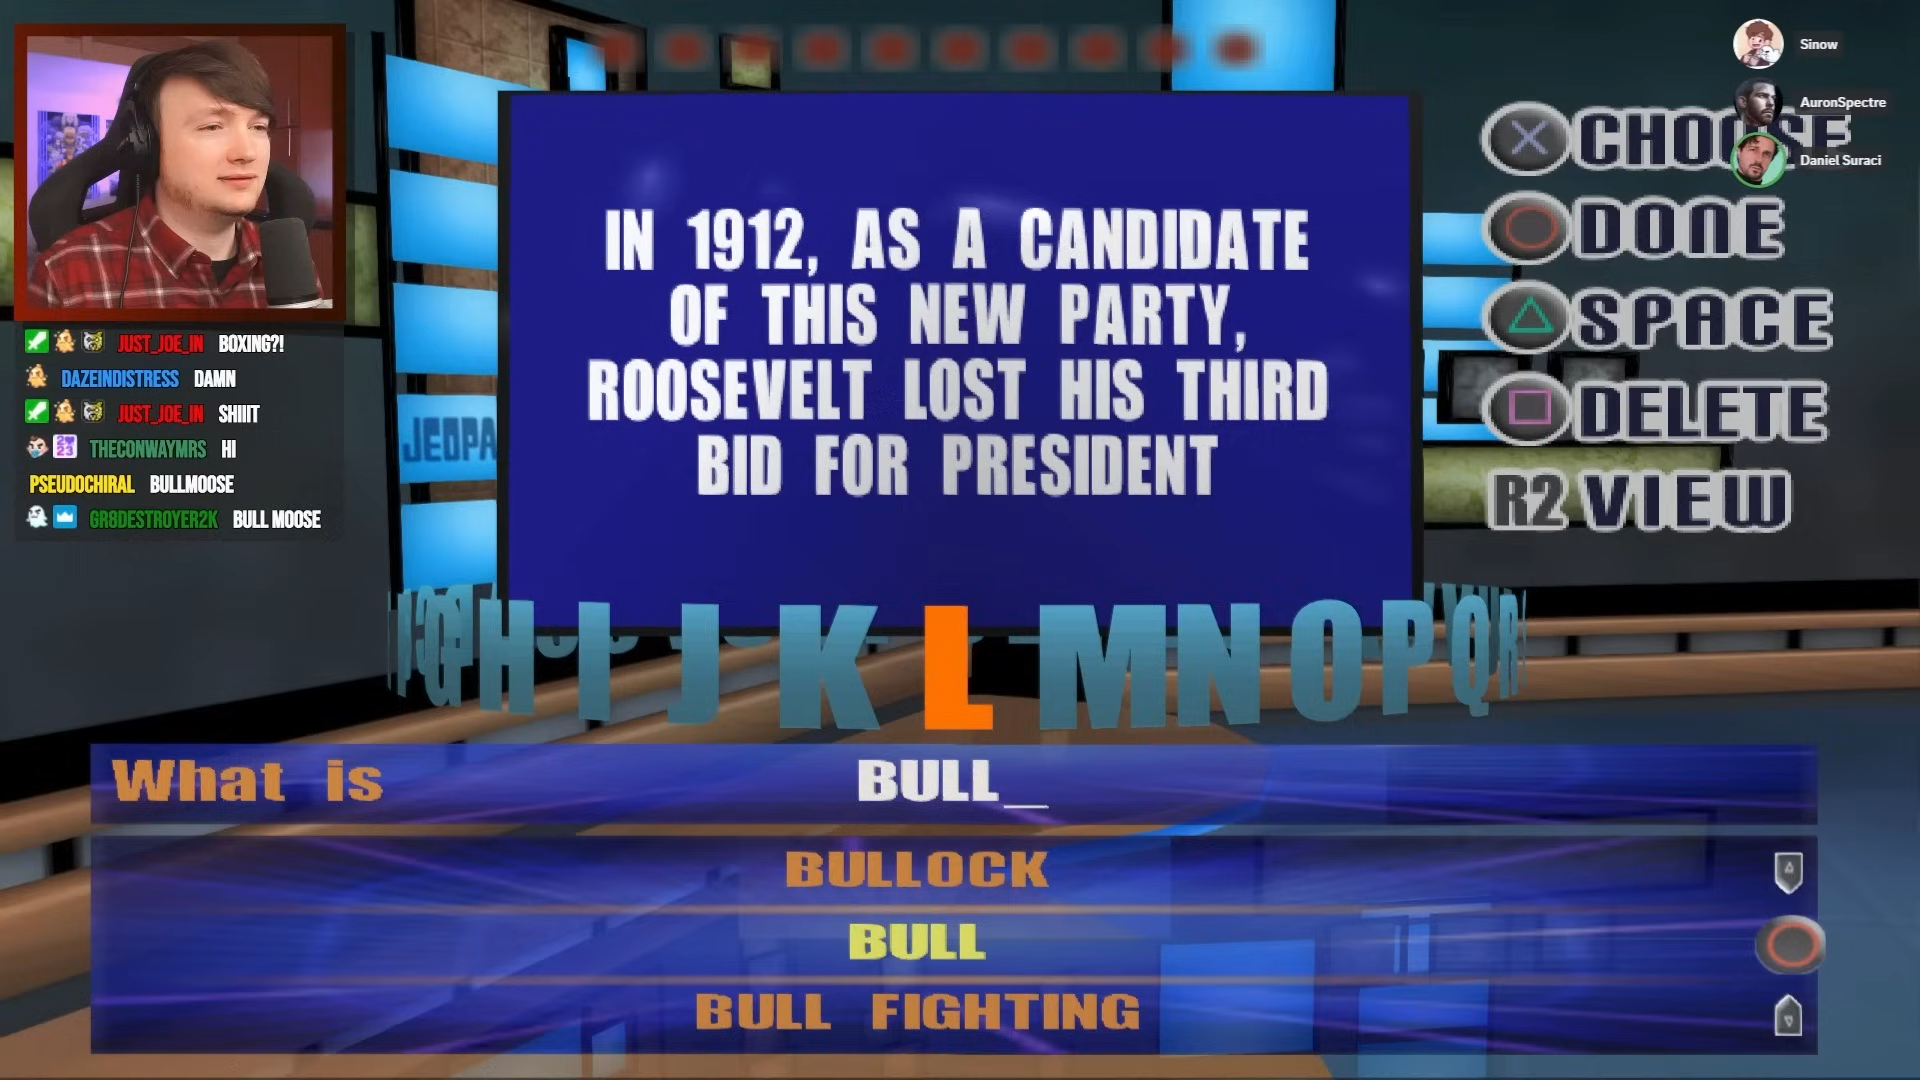 Sinow
AuronSpectre
Daniel Suraci
IN 1912, AS A CANDIDATE
OF THIS NEW PARTY,
ROOSEVELT LOST HIS THIRD
BID FOR PRESIDENT
DONE
SPACE
DELETE
R2 VIEW
JUST_JOE_IN BOXING?!
DAZEINDISTRESS DAMN
JUST_JOE_IN SHIIIT
THECONWAYMRS HI
PSEUDOCHIRAL BULLMOOSE
GR8DESTROYER2K BULL MOOSE
H I J K L M N O P Q R
What is BULL_
BULLOCK
BULL
BULL FIGHTING